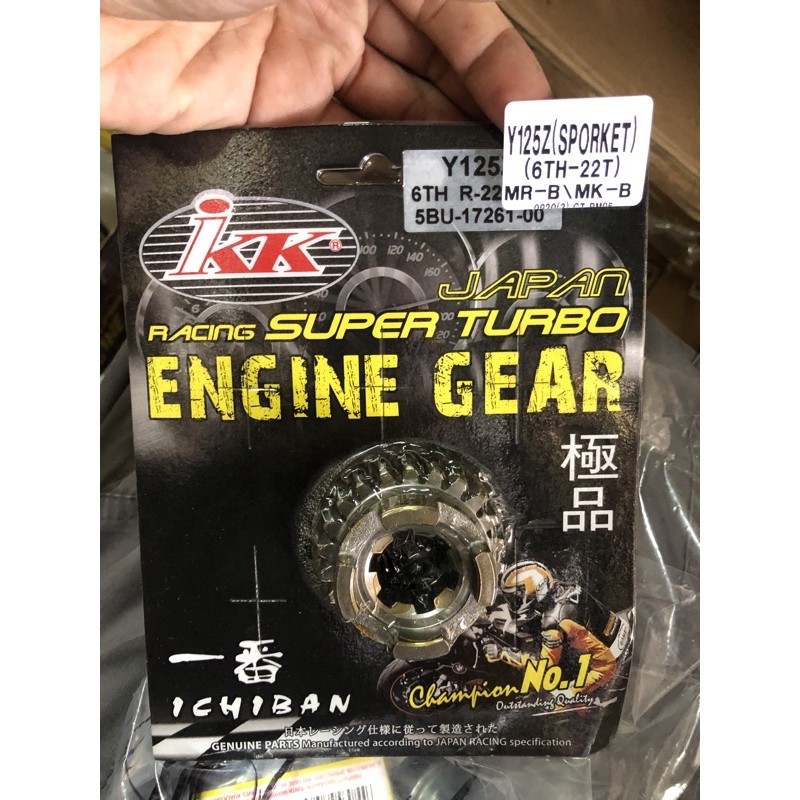 Y125Z(SPORKET)
(6TH-22T)
MR-B\MK-B
Y125
6TH R-22
5BU-17261-00
ikk®
JAPAN
RACING SUPER TURBO
ENGINE GEAR
極品
一番
ICHIBAN
Champion No.1
Outstanding Quality
日本レーシング仕様に従って製造された
GENUINE PARTS Manufactured according to JAPAN RACING specification